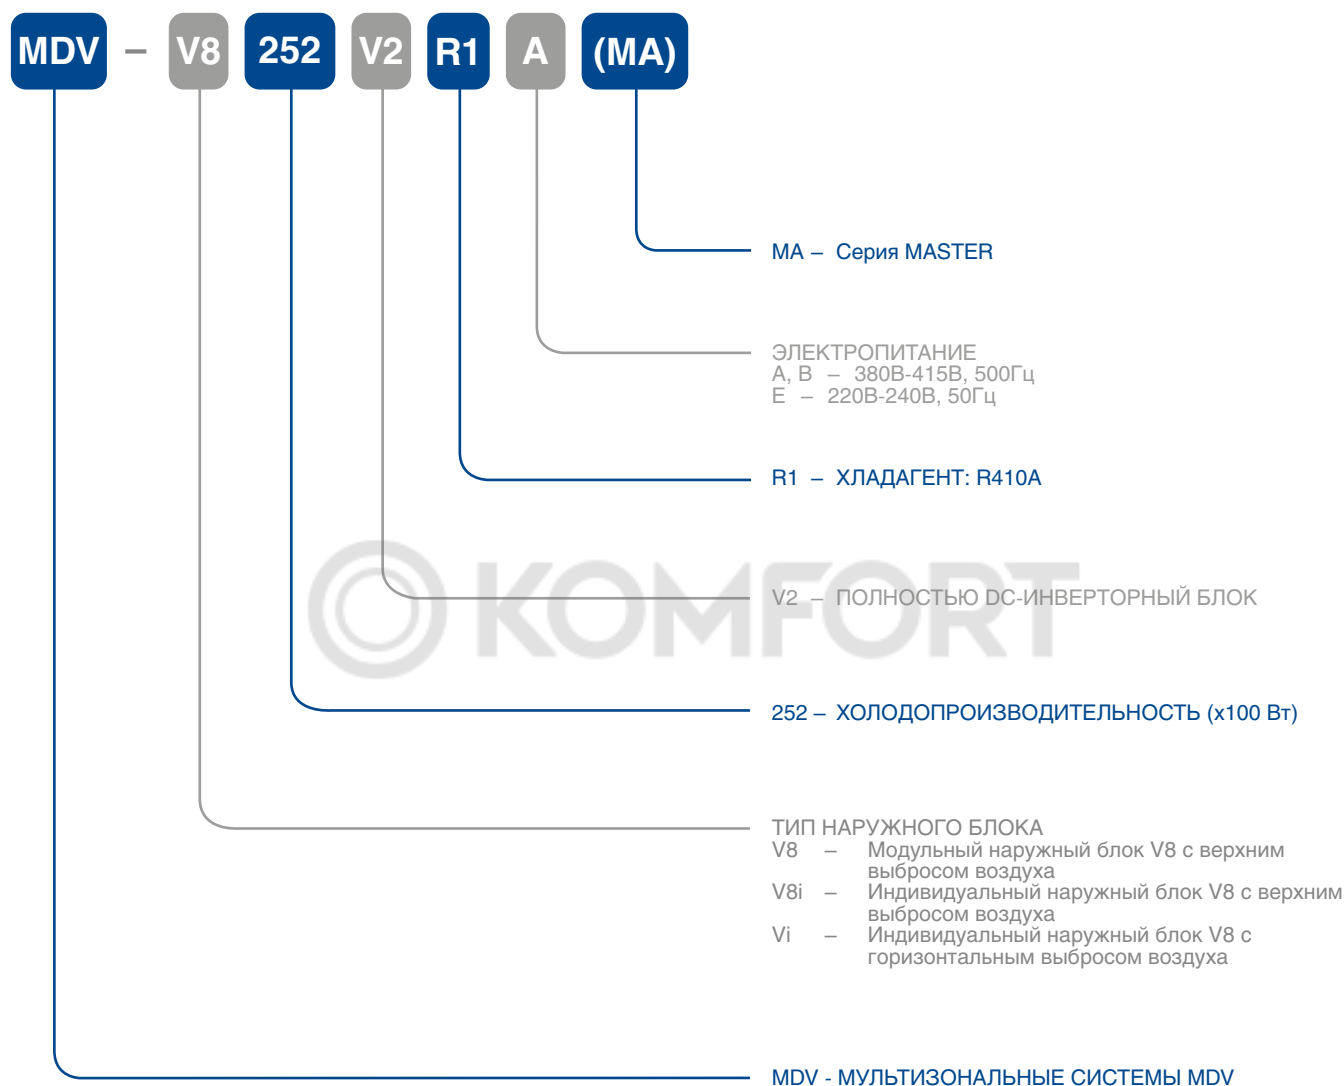 MDV – V8 252 V2 R1 A (MA)
MA – Серия MASTER
ЭЛЕКТРОПИТАНИЕ
A, B – 380В-415В, 500Гц
E – 220В-240В, 50Гц
R1 – ХЛАДАГЕНТ: R410A
KOMFORT
V2 – ПОЛНОСТЬЮ DC-ИНВЕРТОРНЫЙ БЛОК
252 – ХОЛОДОПРОИЗВОДИТЕЛЬНОСТЬ (х100 Вт)
ТИП НАРУЖНОГО БЛОКА
V8 – Модульный наружный блок V8 с верхним
выбросом воздуха
V8i – Индивидуальный наружный блок V8 с верхним
выбросом воздуха
Vi – Индивидуальный наружный блок V8 с
горизонтальным выбросом воздуха
MDV - МУЛЬТИЗОНАЛЬНЫЕ СИСТЕМЫ MDV